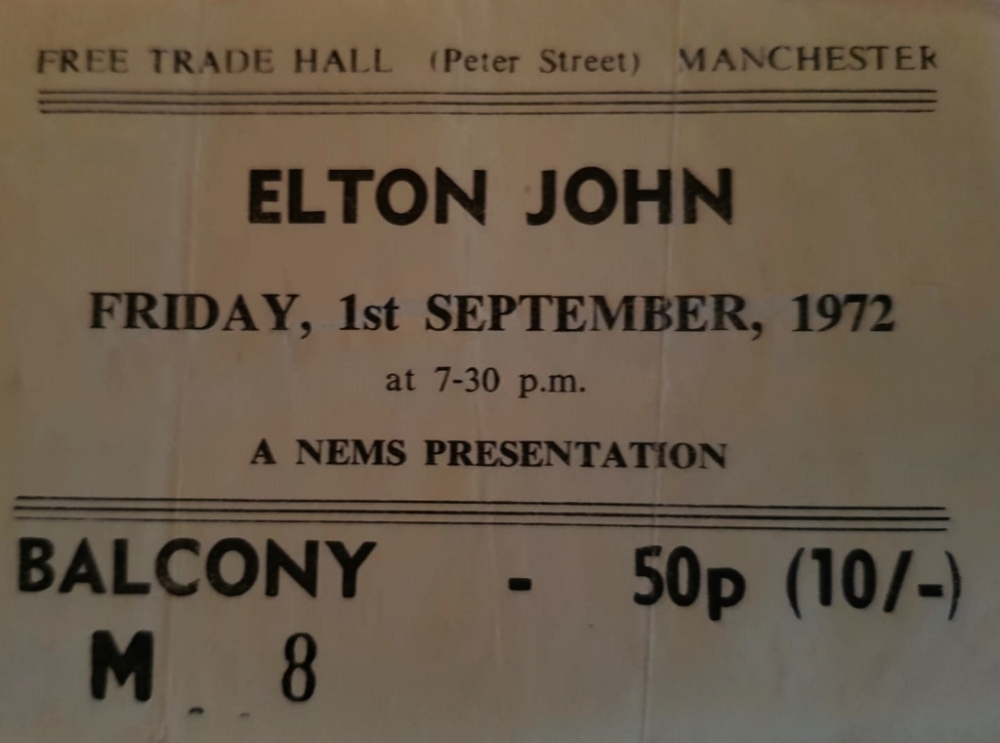 FREE TRADE HALL (Peter Street) MANCHESTER
ELTON JOHN
FRIDAY, 1st SEPTEMBER, 1972
at 7-30 p.m.
A NEMS PRESENTATION
BALCONY - 50p (10/-)
M 8